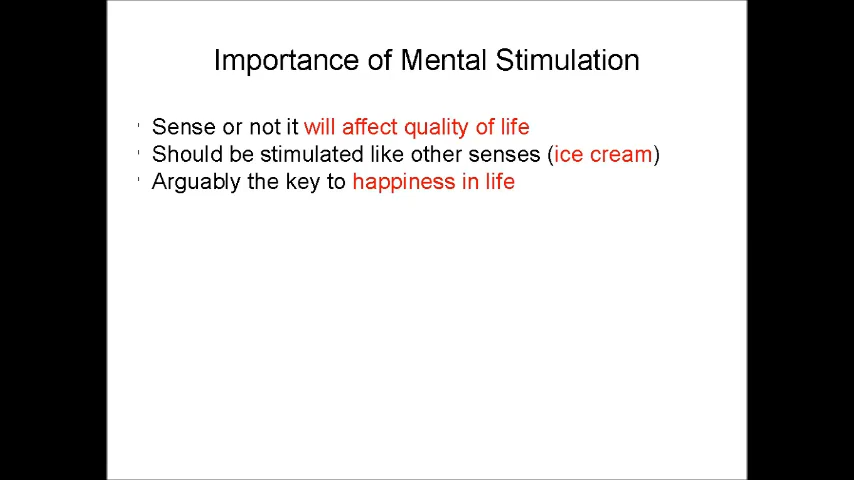 Importance of Mental Stimulation
Sense or not it will affect quality of life
Should be stimulated like other senses (ice cream)
Arguably the key to happiness in life